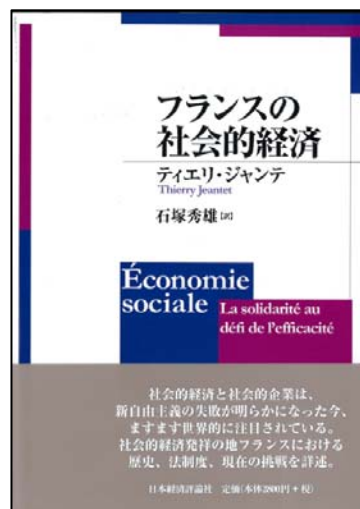 フランスの
社会的経済
ティエリ・ジャンテ
Thierry Jeantet
石塚秀雄[訳]
Économie
sociale
La solidarité au
défi de l'efficacité
社会的経済と社会的企業は、
新自由主義の失敗が明らかになった今、
ますます世界的に注目されている。
社会的経済発祥の地フランスにおける
歴史、法制度、現在の挑戦を詳述。
日本経済評論社 定価(本体2800円+税)